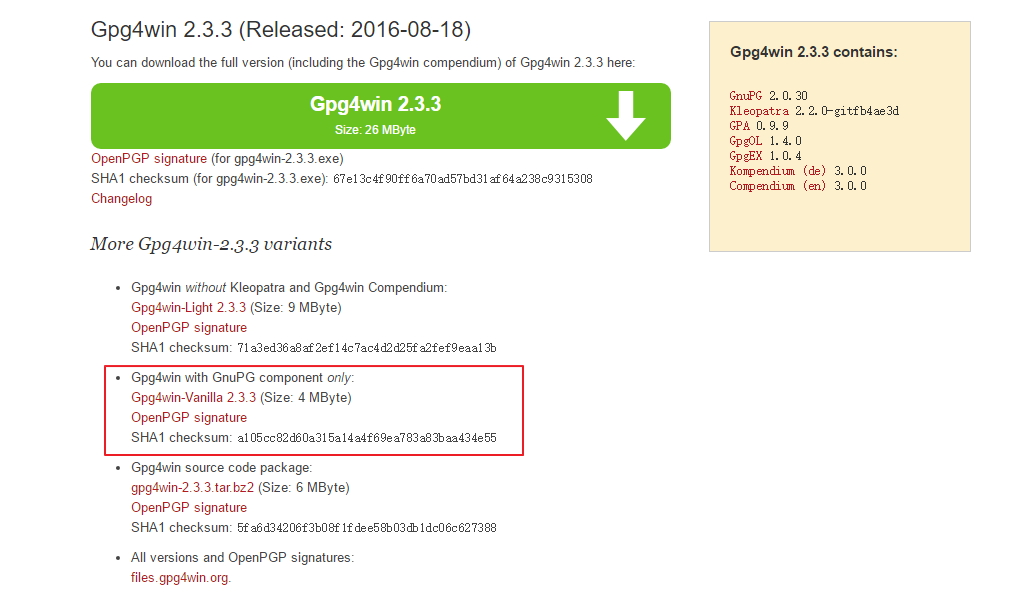 Gpg4win 2.3.3 (Released: 2016-08-18)
You can download the full version (including the Gpg4win compendium) of Gpg4win 2.3.3 here:
Gpg4win 2.3.3
Size: 26 MByte
OpenPGP signature (for gpg4win-2.3.3.exe)
SHA1 checksum (for gpg4win-2.3.3.exe): 67e13c4f90ff6a70ad57bd31af64a238c9315308
Changelog
More Gpg4win-2.3.3 variants
• Gpg4win without Kleopatra and Gpg4win Compendium:
Gpg4win-Light 2.3.3 (Size: 9 MByte)
OpenPGP signature
SHA1 checksum: 71a3ed36a8af2ef14c7ac4d2d25fa2fef9eaa13b
• Gpg4win with GnuPG component only:
Gpg4win-Vanilla 2.3.3 (Size: 4 MByte)
OpenPGP signature
SHA1 checksum: a105cc82d60a315a14a4f69ea783a83baa434e55
• Gpg4win source code package:
gpg4win-2.3.3.tar.bz2 (Size: 6 MByte)
OpenPGP signature
SHA1 checksum: 5fa6d34206f3b08f1fdee58b03db1dc06c627388
• All versions and OpenPGP signatures:
files.gpg4win.org.
Gpg4win 2.3.3 contains:
GnuPG 2.0.30
Kleopatra 2.2.0-gitfb4ae3d
GPA 0.9.9
GpgOL 1.4.0
GpgEX 1.0.4
Kompendium (de) 3.0.0
Compendium (en) 3.0.0